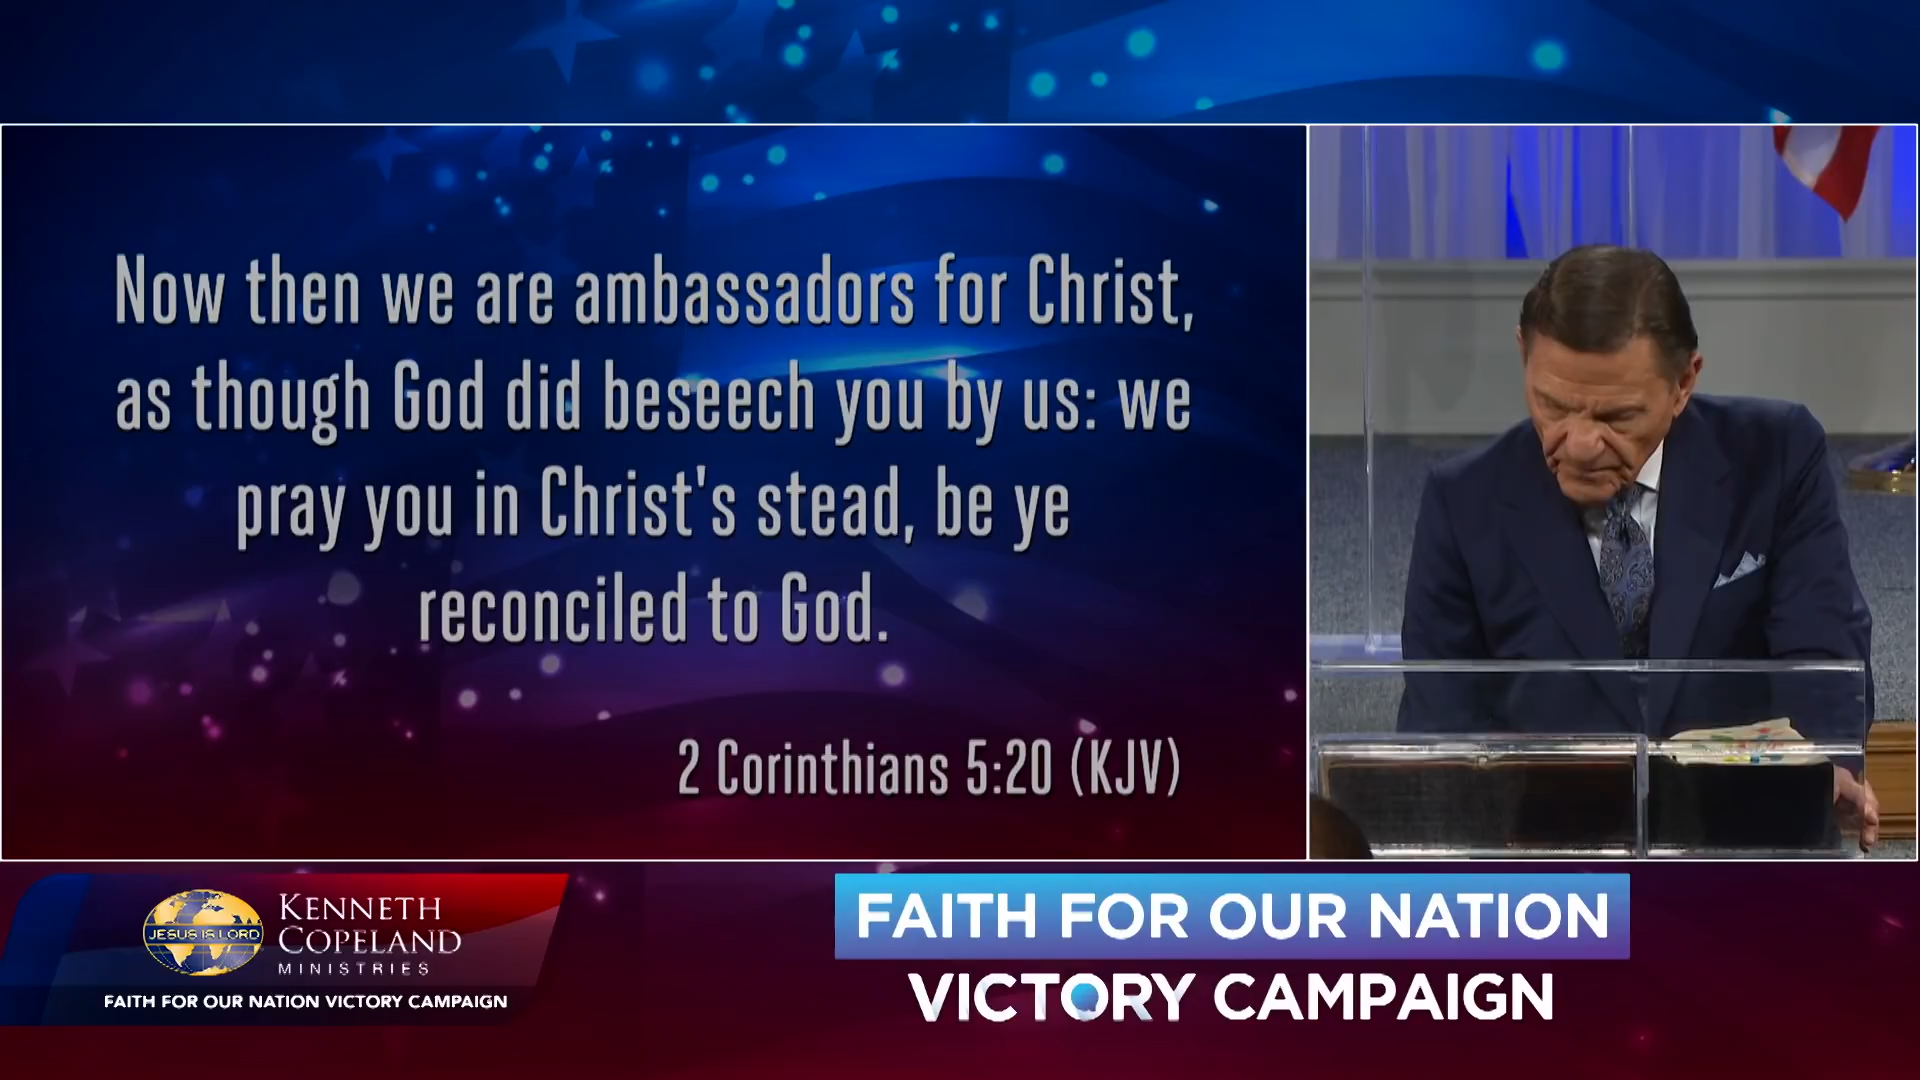 Now then we are ambassadors for Christ,
as though God did beseech you by us: we
pray you in Christ's stead, be ye
reconciled to God.
2 Corinthians 5:20 (KJV)
JESUS IS LORD
KENNETH
COPELAND
MINISTRIES
FAITH FOR OUR NATION VICTORY CAMPAIGN
FAITH FOR OUR NATION
VICTORY CAMPAIGN